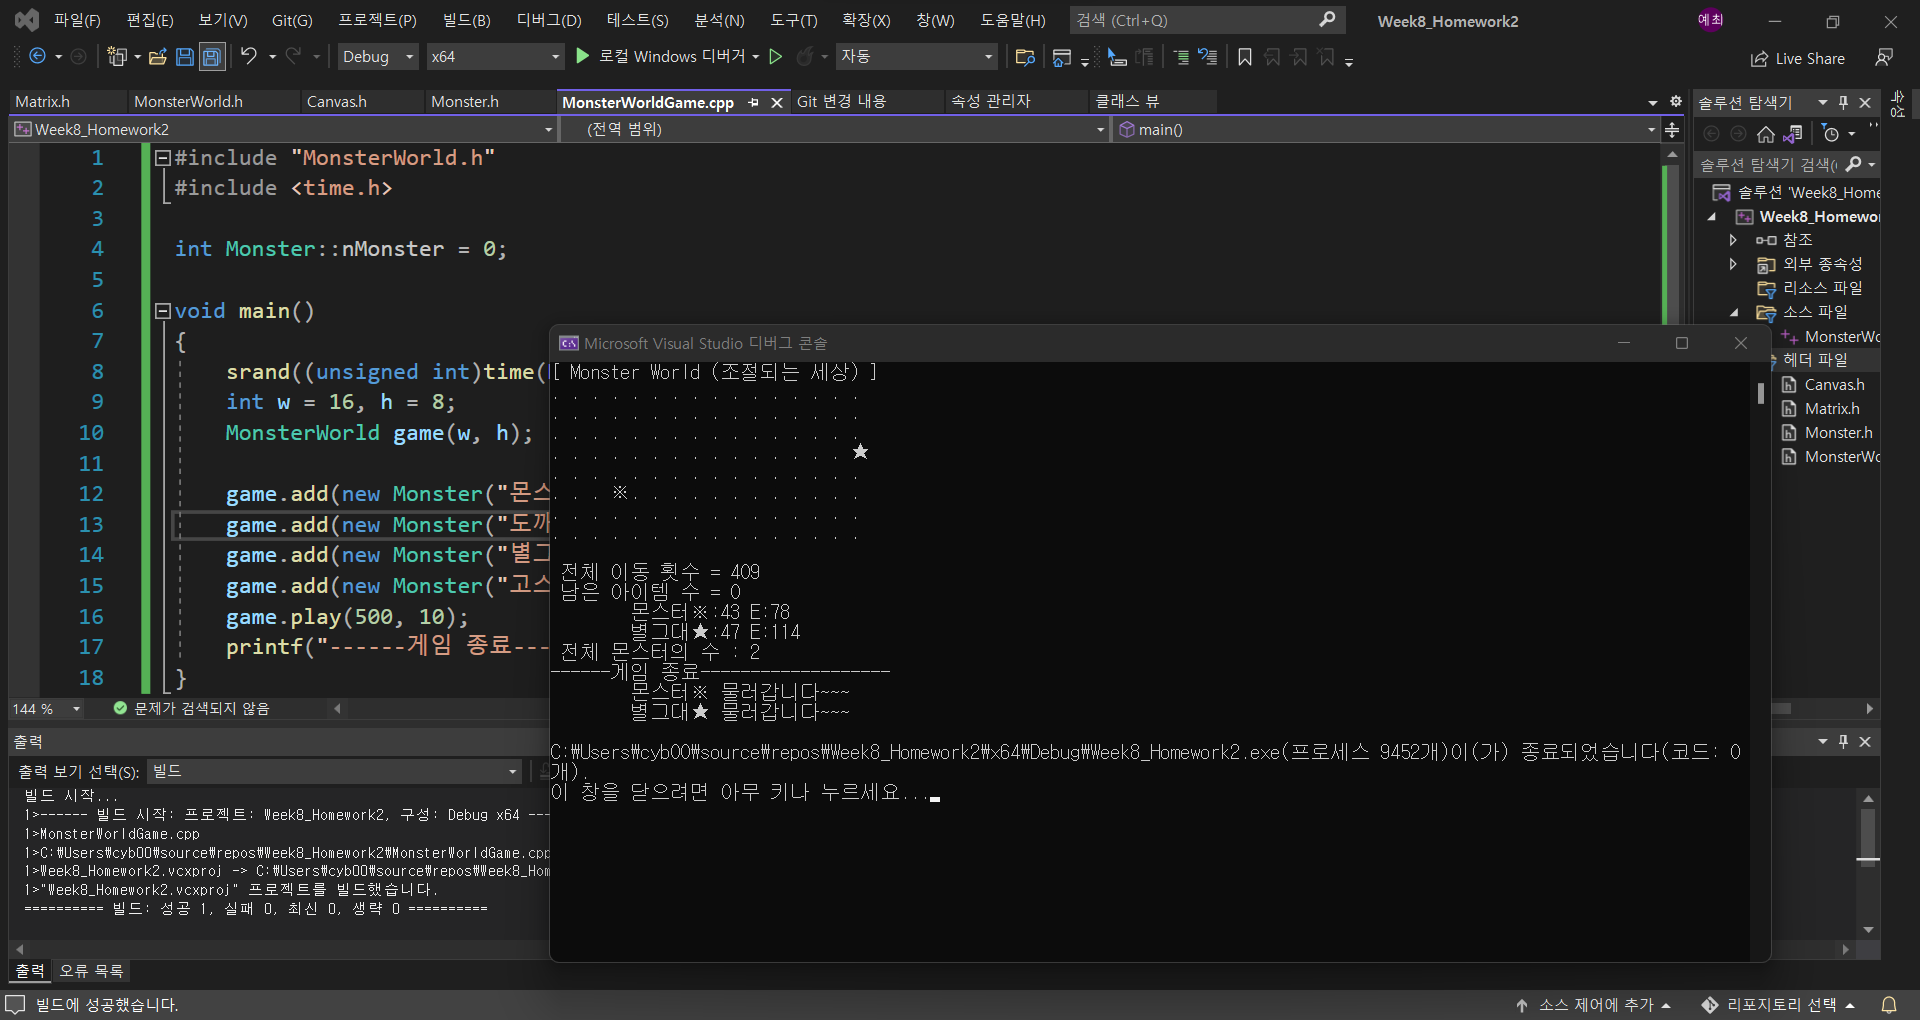 파일(F) 편집(E) 보기(V) Git(G) 프로젝트(P) 빌드(B) 디버그(D) 테스트(S) 분석(N) 도구(T) 확장(X) 창(W) 도움말(H) 검색 (Ctrl+Q) Week8_Homework2 예최
Debug x64 로컬 Windows 디버거 자동 Live Share
Matrix.h MonsterWorld.h Canvas.h Monster.h MonsterWorldGame.cpp Git 변경 내용 속성 관리자 클래스 뷰
Week8_Homework2 (전역 범위) main()
1 #include "MonsterWorld.h"
2 #include <time.h>
3
4 int Monster::nMonster = 0;
5
6 void main()
7 {
8 srand((unsigned int)time(
9 int w = 16, h = 8;
10 MonsterWorld game(w, h);
11
12 game.add(new Monster("몬스
13 game.add(new Monster("도깨
14 game.add(new Monster("별그
15 game.add(new Monster("고스
16 game.play(500, 10);
17 printf("------게임 종료---
18 }
144 % 문제가 검색되지 않음
Microsoft Visual Studio 디버그 콘솔
[ Monster World (조절되는 세상) ]
. . . . . . . . . . . . . . . .
. . . . . . . . . . . . . . . .
. . . . . . . . . . . . . . . .
. . . . . . . . . . . . . . . ★
. . . . . . . . . . . . . . . .
. . . ※ . . . . . . . . . . . .
. . . . . . . . . . . . . . . .
. . . . . . . . . . . . . . . .
전체 이동 횟수 = 409
남은 아이템 수 = 0
몬스터※:43 E:78
별그대★:47 E:114
전체 몬스터의 수 : 2
------게임 종료-------------------
몬스터※ 물러갑니다~~~
별그대★ 물러갑니다~~~
C:₩Users₩cyb00₩source₩repos₩Week8_Homework2₩x64₩Debug₩Week8_Homework2.exe(프로세스 9452개)이(가) 종료되었습니다(코드: 0
개).
이 창을 닫으려면 아무 키나 누르세요...
솔루션 탐색기
속성
솔루션 탐색기 검색(
솔루션 'Week8_Home
Week8_Homewor
참조
외부 종속성
리소스 파일
소스 파일
MonsterWo
헤더 파일
Canvas.h
Matrix.h
Monster.h
MonsterWo
출력
출력 보기 선택(S): 빌드
빌드 시작...
1>------ 빌드 시작: 프로젝트: Week8_Homework2, 구성: Debug x64 ---
1>MonsterWorldGame.cpp
1>C:₩Users₩cyb00₩source₩repos₩Week8_Homework2₩MonsterWorldGame.cpp
1>Week8_Homework2.vcxproj -> C:₩Users₩cyb00₩source₩repos₩Week8_Hom
1>"Week8_Homework2.vcxproj" 프로젝트를 빌드했습니다.
========== 빌드: 성공 1, 실패 0, 최신 0, 생략 0 ==========
출력 오류 목록
빌드에 성공했습니다. 소스 제어에 추가 리포지토리 선택